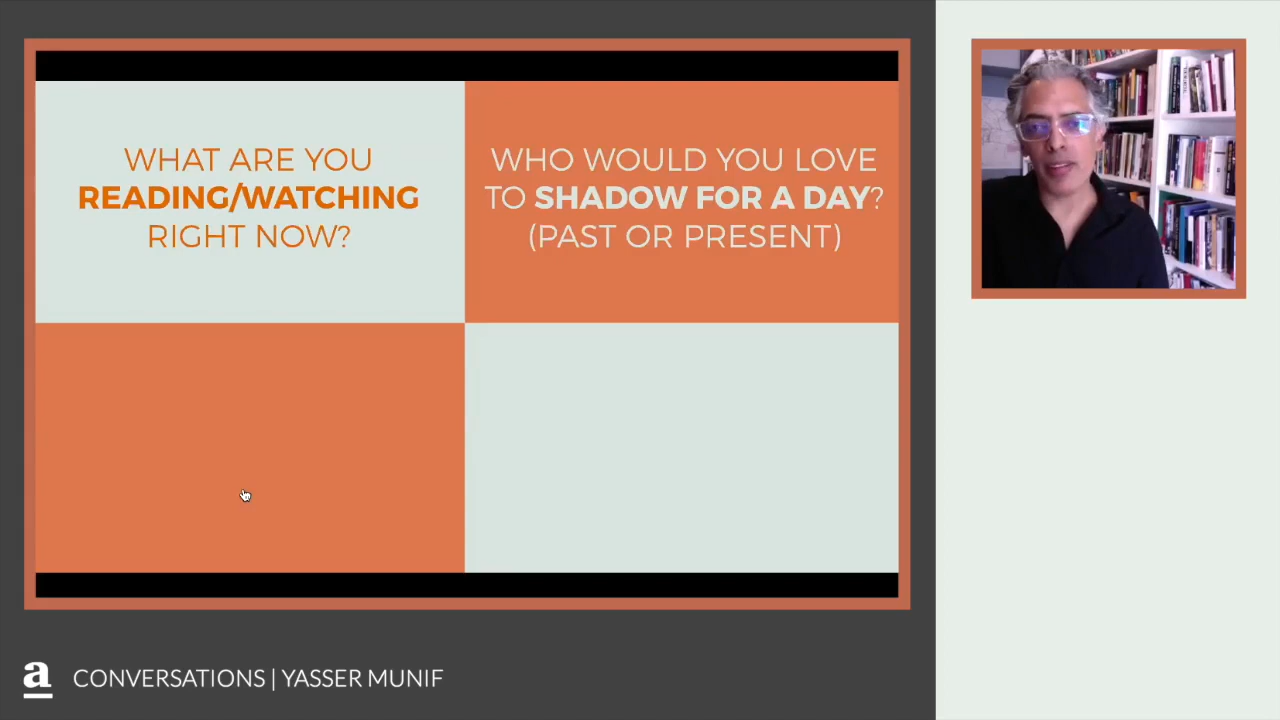 WHAT ARE YOU
READING/WATCHING
RIGHT NOW?
WHO WOULD YOU LOVE
TO SHADOW FOR A DAY?
(PAST OR PRESENT)
a CONVERSATIONS | YASSER MUNIF